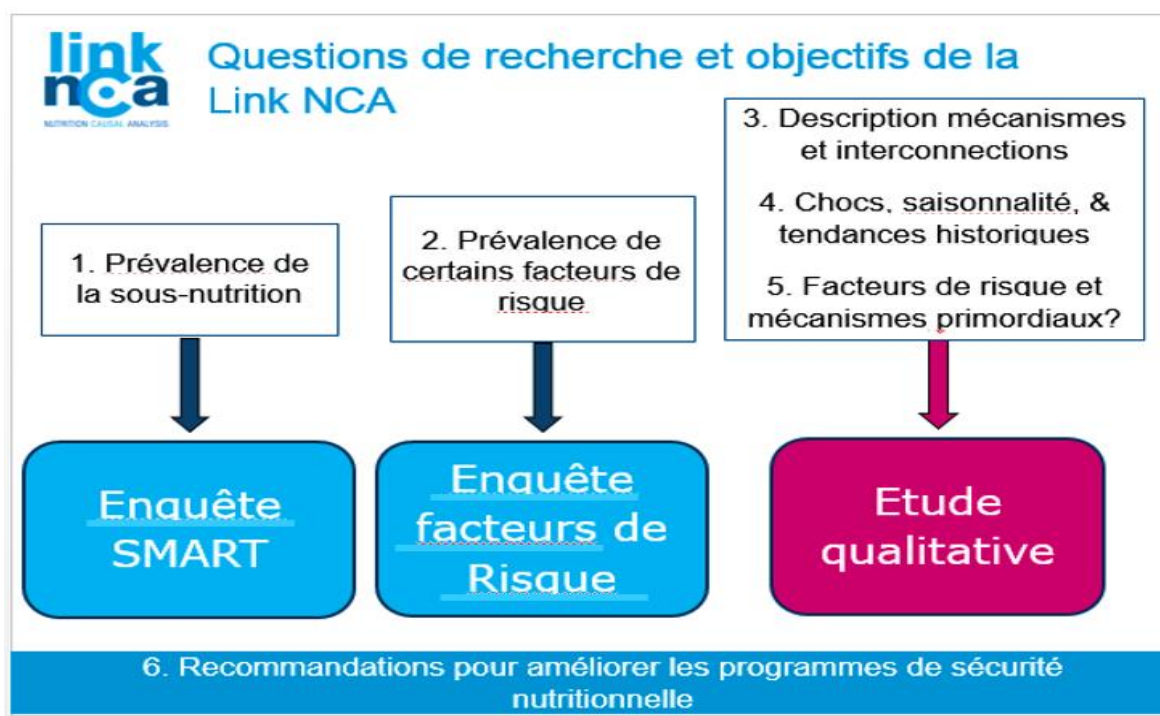 link
nca
NUTRITION CAUSAL ANALYSIS
Questions de recherche et objectifs de la
Link NCA
1. Prévalence de
la sous-nutrition
2. Prévalence de
certains facteurs de
risque
3. Description mécanismes
et interconnections
4. Chocs, saisonnalité, &
tendances historiques
5. Facteurs de risque et
mécanismes primordiaux?
Enquête
SMART
Enquête
facteurs de
Risque
Etude
qualitative
6. Recommandations pour améliorer les programmes de sécurité
nutritionnelle